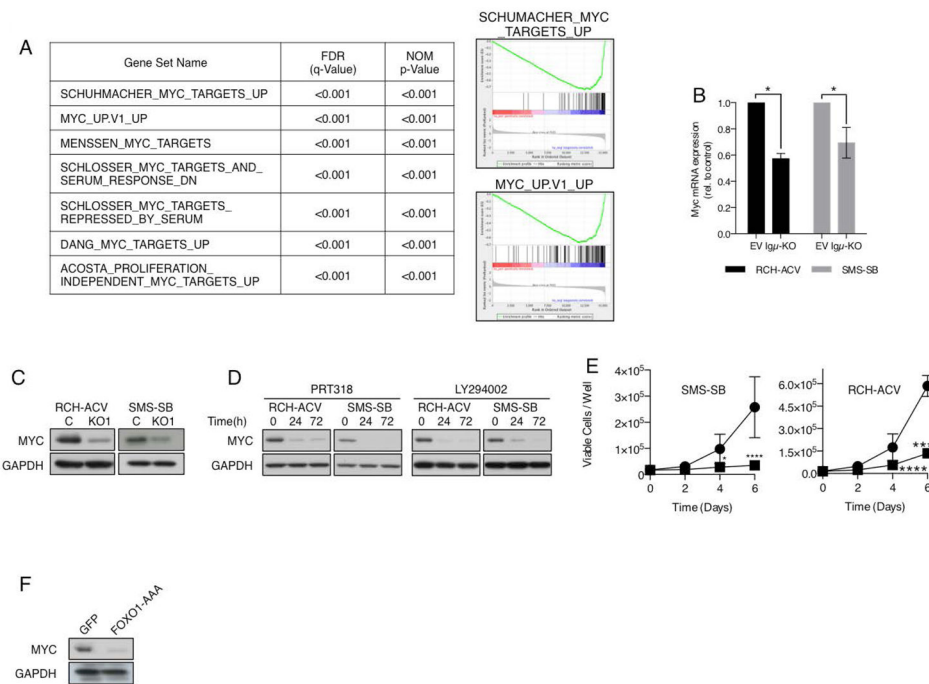 A
Gene Set Name
FDR
(q-Value)
NOM
p-Value
SCHUHMACHER_MYC_TARGETS_UP
<0.001
<0.001
MYC_UP.V1_UP
<0.001
<0.001
MENSSEN_MYC_TARGETS
<0.001
<0.001
SCHLOSSER_MYC_TARGETS_AND_
SERUM_RESPONSE_DN
<0.001
<0.001
SCHLOSSER_MYC_TARGETS_
REPRESSED_BY_SERUM
<0.001
<0.001
DANG_MYC_TARGETS_UP
<0.001
<0.001
ACOSTA_PROLIFERATION_
INDEPENDENT_MYC_TARGETS_UP
<0.001
<0.001
SCHUMACHER_MYC
_TARGETS_UP
MYC_UP.V1_UP
B
Myc mRNA expression
(rel. to control)
1.0
0.8
0.6
0.4
0.2
0.0
*
*
EV Igμ-KO
EV Igμ-KO
RCH-ACV
SMS-SB
C
RCH-ACV
SMS-SB
C KO1
C KO1
MYC
GAPDH
D
PRT318
LY294002
RCH-ACV
SMS-SB
RCH-ACV
SMS-SB
Time(h)
0 24 72
0 24 72
0 24 72
0 24 72
MYC
GAPDH
E
Viable Cells / Well
4×10⁵
3×10⁵
2×10⁵
1×10⁵
0
SMS-SB
*
****
0 2 4 6
Time (Days)
6.0×10⁵
4.5×10⁵
3.0×10⁵
1.5×10⁵
0.0
RCH-ACV
***
****
0 2 4 6
Time (Days)
F
GFP
FOXO1-AAA
MYC
GAPDH